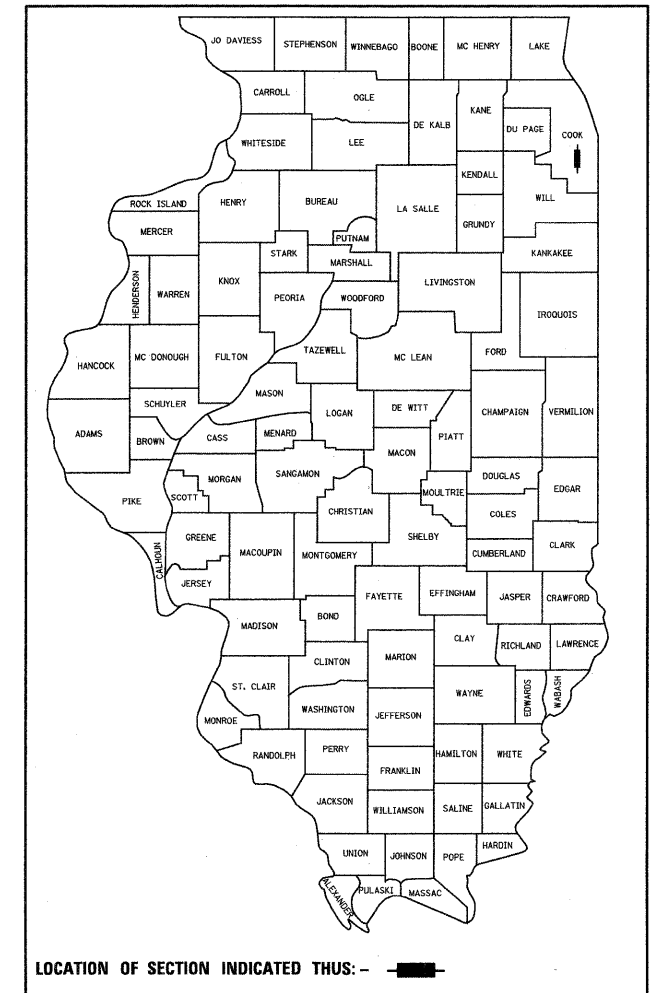 JO DAVIESS
STEPHENSON
WINNEBAGO
BOONE
MC HENRY
LAKE
CARROLL
OGLE
DE KALB
KANE
DU PAGE
COOK
WHITESIDE
LEE
KENDALL
WILL
ROCK ISLAND
HENRY
BUREAU
LA SALLE
GRUNDY
MERCER
PUTNAM
STARK
MARSHALL
KANKAKEE
HENDERSON
WARREN
KNOX
PEORIA
WOODFORD
LIVINGSTON
IROQUOIS
HANCOCK
MC DONOUGH
FULTON
TAZEWELL
MC LEAN
FORD
MASON
SCHUYLER
LOGAN
DE WITT
CHAMPAIGN
VERMILION
ADAMS
BROWN
CASS
MENARD
MACON
PIATT
SANGAMON
MORGAN
SCOTT
PIKE
CHRISTIAN
MOULTRIE
DOUGLAS
EDGAR
COLES
GREENE
MACOUPIN
MONTGOMERY
SHELBY
CUMBERLAND
CLARK
CALHOUN
JERSEY
FAYETTE
EFFINGHAM
JASPER
CRAWFORD
MADISON
BOND
CLAY
RICHLAND
LAWRENCE
CLINTON
MARION
ST. CLAIR
WAYNE
EDWARDS
WABASH
WASHINGTON
JEFFERSON
MONROE
RANDOLPH
PERRY
HAMILTON
WHITE
FRANKLIN
JACKSON
WILLIAMSON
SALINE
GALLATIN
UNION
JOHNSON
POPE
HARDIN
ALEXANDER
PULASKI
MASSAC
LOCATION OF SECTION INDICATED THUS: -